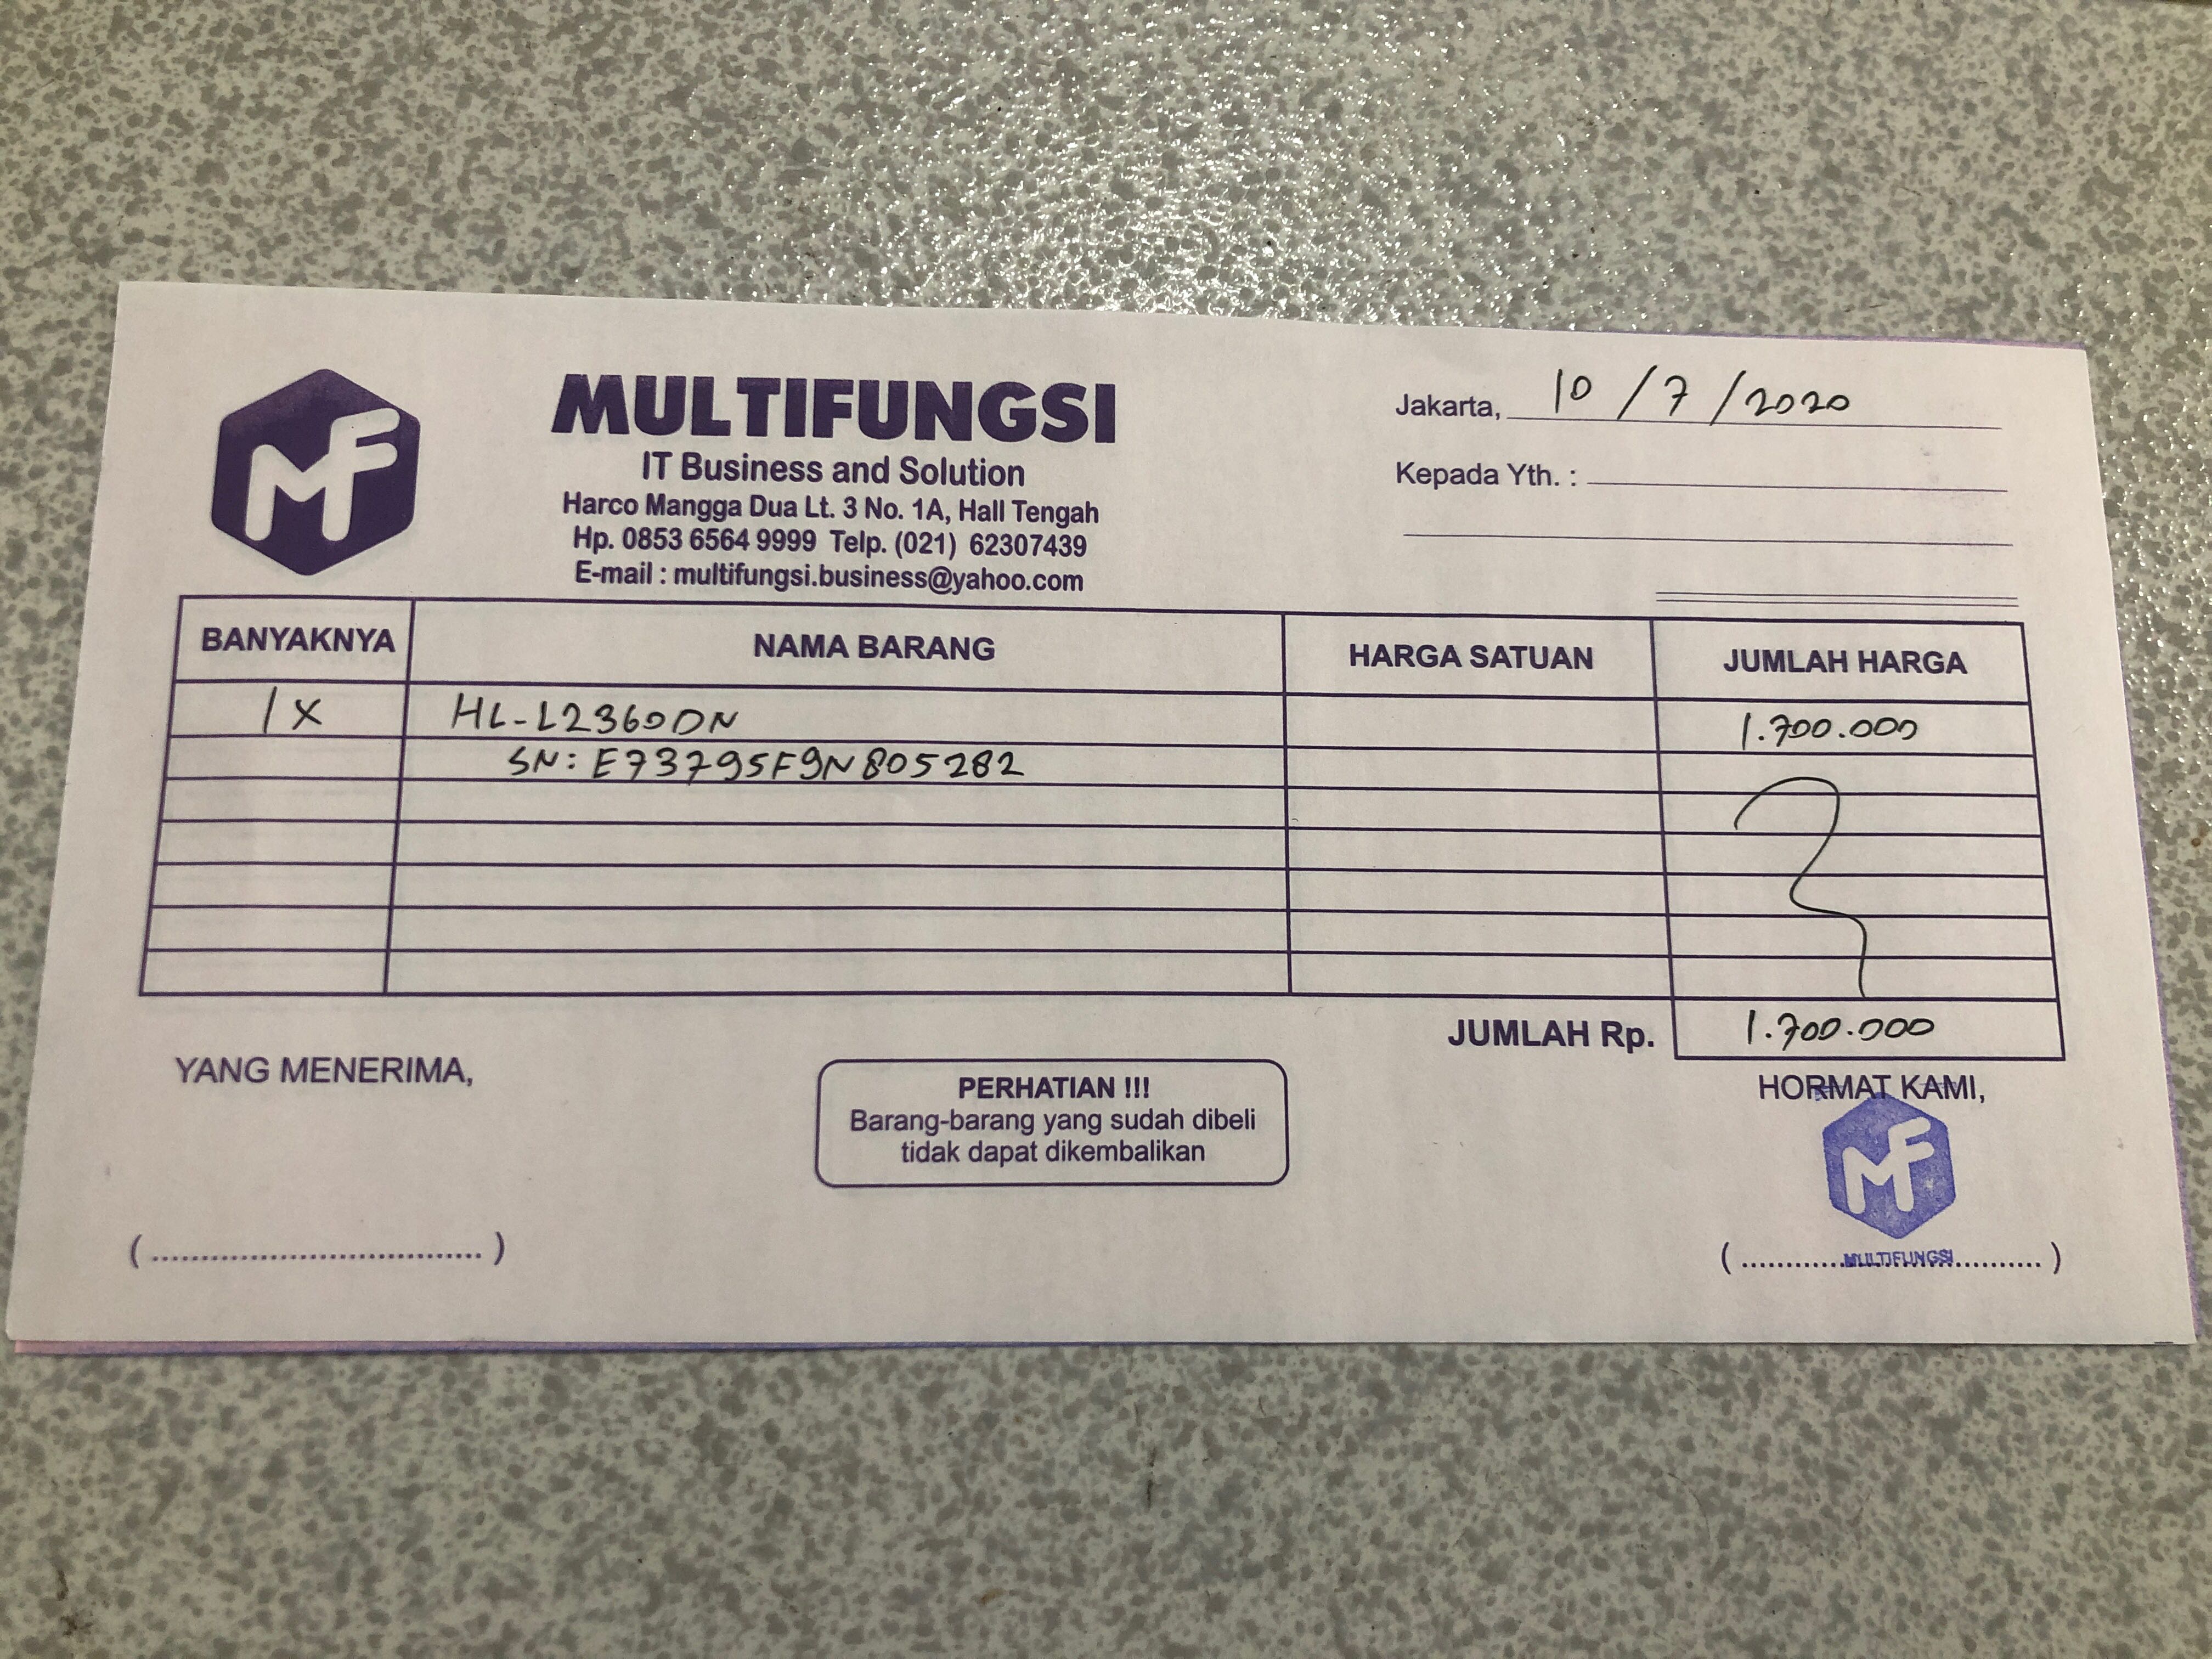 MF
MULTIFUNGSI
IT Business and Solution
Harco Mangga Dua Lt. 3 No. 1A, Hall Tengah
Hp. 0853 6564 9999 Telp. (021) 62307439
E-mail : multifungsi.business@yahoo.com
Jakarta, 10 / 7 / 2020
Kepada Yth. :
BANYAKNYA NAMA BARANG HARGA SATUAN JUMLAH HARGA
1 X HL-L2360DN 1.700.000
SN: E73795F9N805282
JUMLAH Rp. 1.700.000
YANG MENERIMA,
PERHATIAN !!!
Barang-barang yang sudah dibeli
tidak dapat dikembalikan
HORMAT KAMI,
MF
(..................................) (.......MULTIFUNGSI.......)